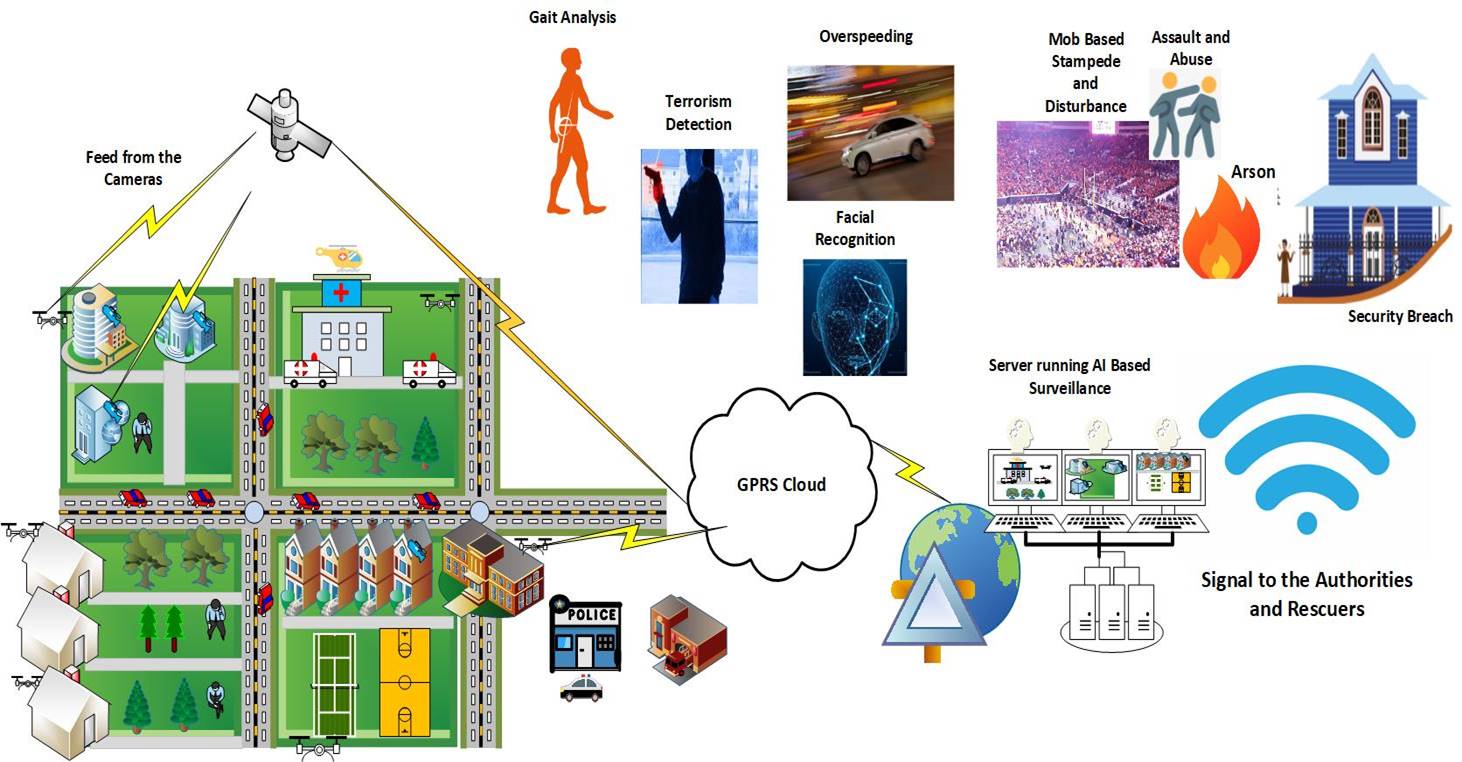 Gait Analysis
Terrorism
Detection
Overspeeding
Facial
Recognition
Mob Based
Stampede
and
Disturbance
Assault and
Abuse
Arson
Security Breach
Feed from the
Cameras
GPRS Cloud
Server running AI Based
Surveillance
Signal to the Authorities
and Rescuers
POLICE